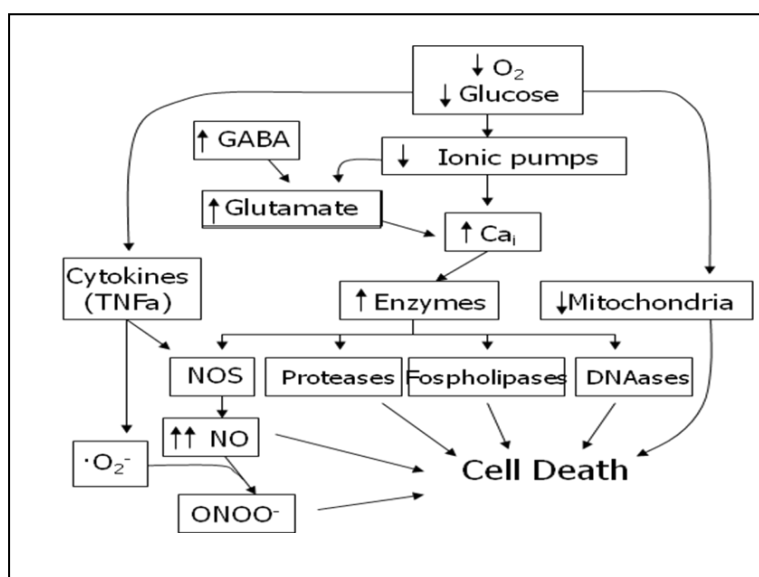 ↓ O₂
↓ Glucose
↑ GABA
↓ Ionic pumps
↑ Glutamate
↑ Caᵢ
Cytokines
(TNFa)
↑ Enzymes
↓Mitochondria
NOS
Proteases
Fospholipases
DNAases
↑↑ NO
·O₂⁻
Cell Death
ONOO⁻